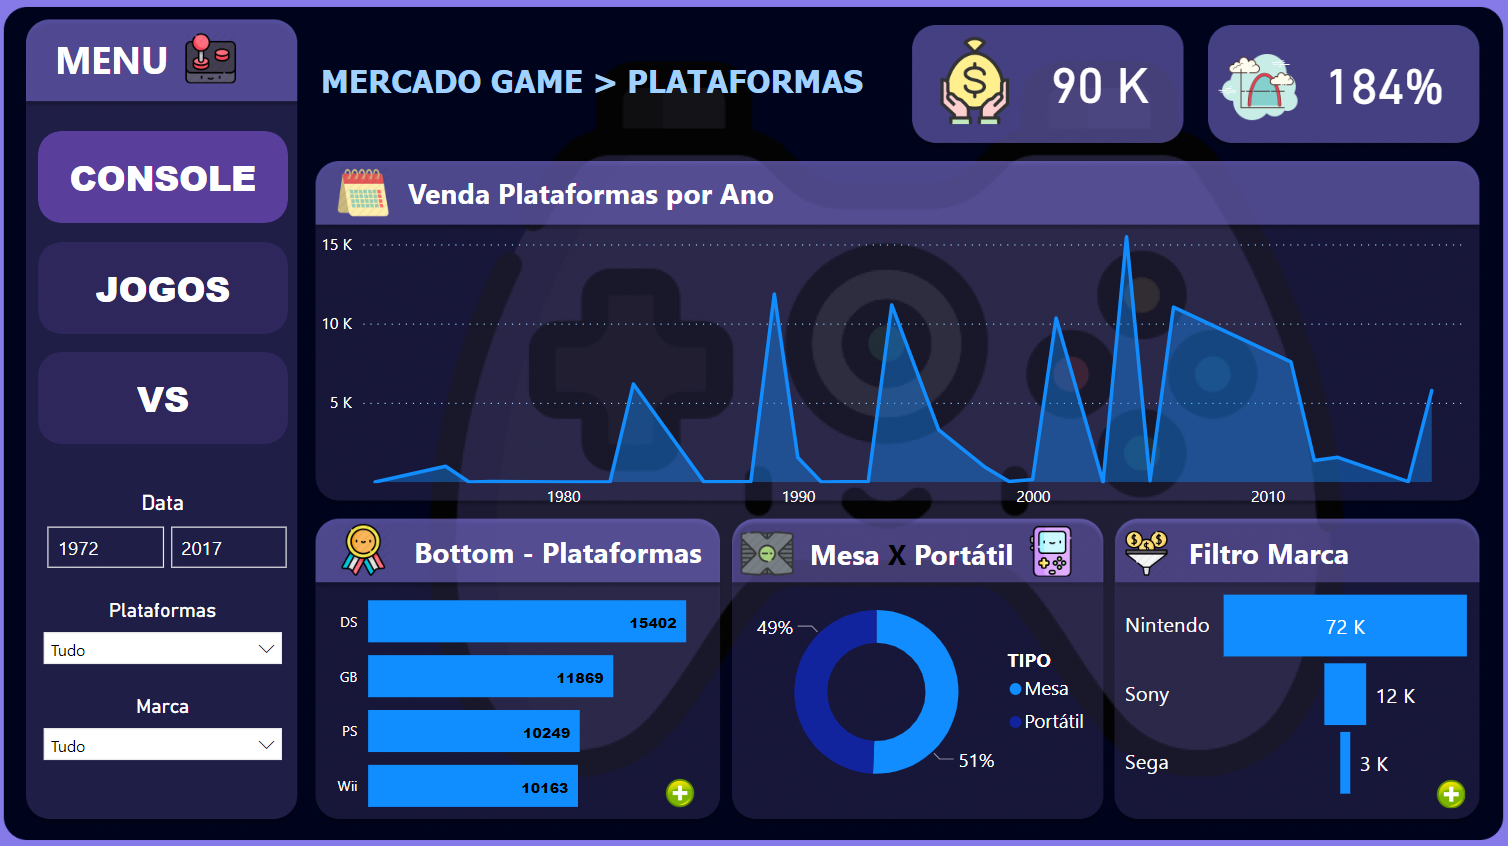 MENU
MERCADO GAME > PLATAFORMAS
90 K
184%
CONSOLE
JOGOS
VS
Data
1972
2017
Plataformas
Tudo
Marca
Tudo
Venda Plataformas por Ano
15 K
10 K
5 K
1980
1990
2000
2010
Bottom - Plataformas
DS
15402
GB
11869
PS
10249
Wii
10163
Mesa X Portátil
49%
51%
TIPO
Mesa
Portátil
Filtro Marca
Nintendo
72 K
Sony
12 K
Sega
3 K